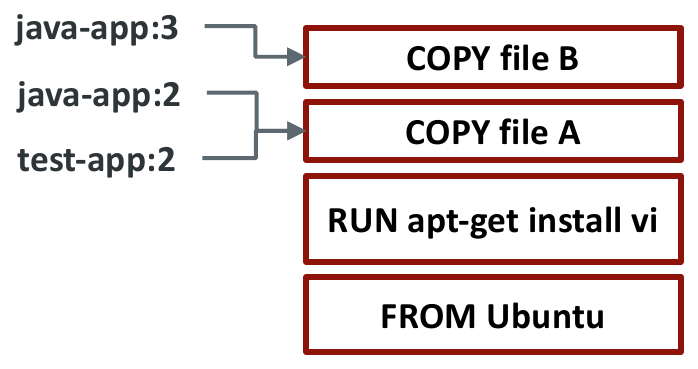 java-app:3
COPY file B
java-app:2
COPY file A
test-app:2
RUN apt-get install vi
FROM Ubuntu